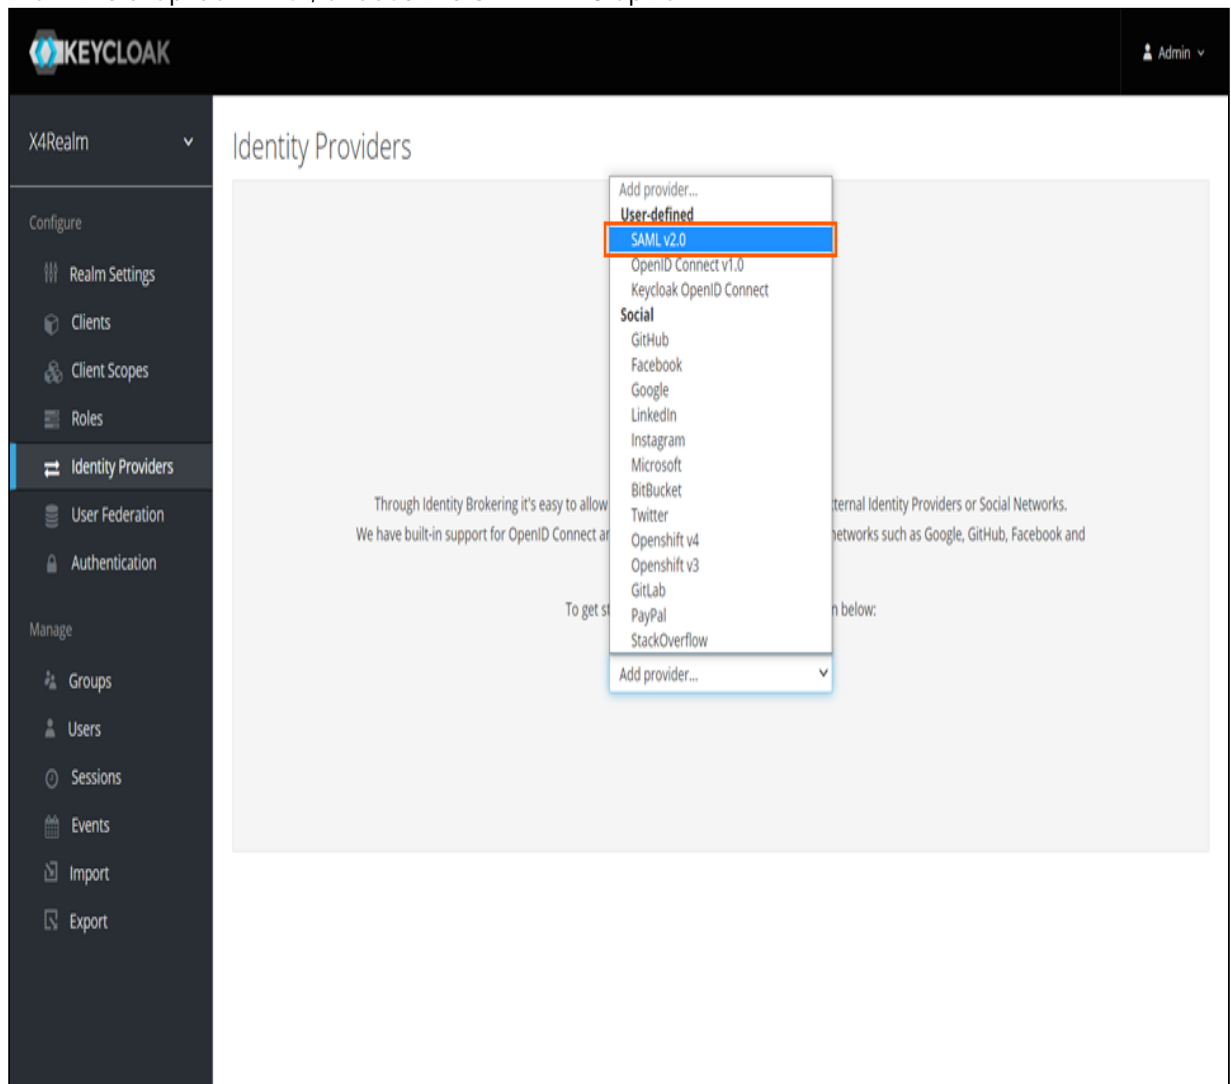 KEYCLOAK
Admin
X4Realm
Identity Providers
Configure
Realm Settings
Clients
Client Scopes
Roles
Identity Providers
User Federation
Authentication
Manage
Groups
Users
Sessions
Events
Import
Export
Add provider...
User-defined
SAML v2.0
OpenID Connect v1.0
Keycloak OpenID Connect
Social
GitHub
Facebook
Google
LinkedIn
Instagram
Microsoft
BitBucket
Twitter
Openshift v4
Openshift v3
GitLab
PayPal
StackOverflow
Through Identity Brokering it's easy to allow Identity Providers or Social Networks.
We have built-in support for OpenID Connect such as Google, GitHub, Facebook and
To get below:
Add provider...